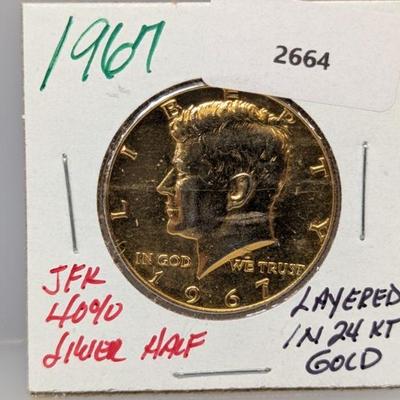 1967
2664
LIBERTY
IN GOD WE TRUST
1967
JFK
40%
SILVER HALF
LAYERED
IN 24 KT
GOLD